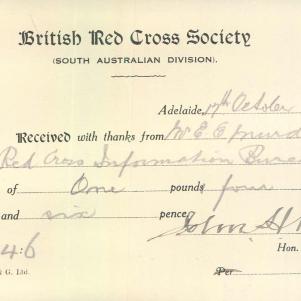 British Red Cross Society
(SOUTH AUSTRALIAN DIVISION).
Adelaide, 17th October
Received with thanks from W E G
Red Cross Information Bureau
of One pounds four
and six pence.
John H
4:6 Hon.
& G. Ltd. Per